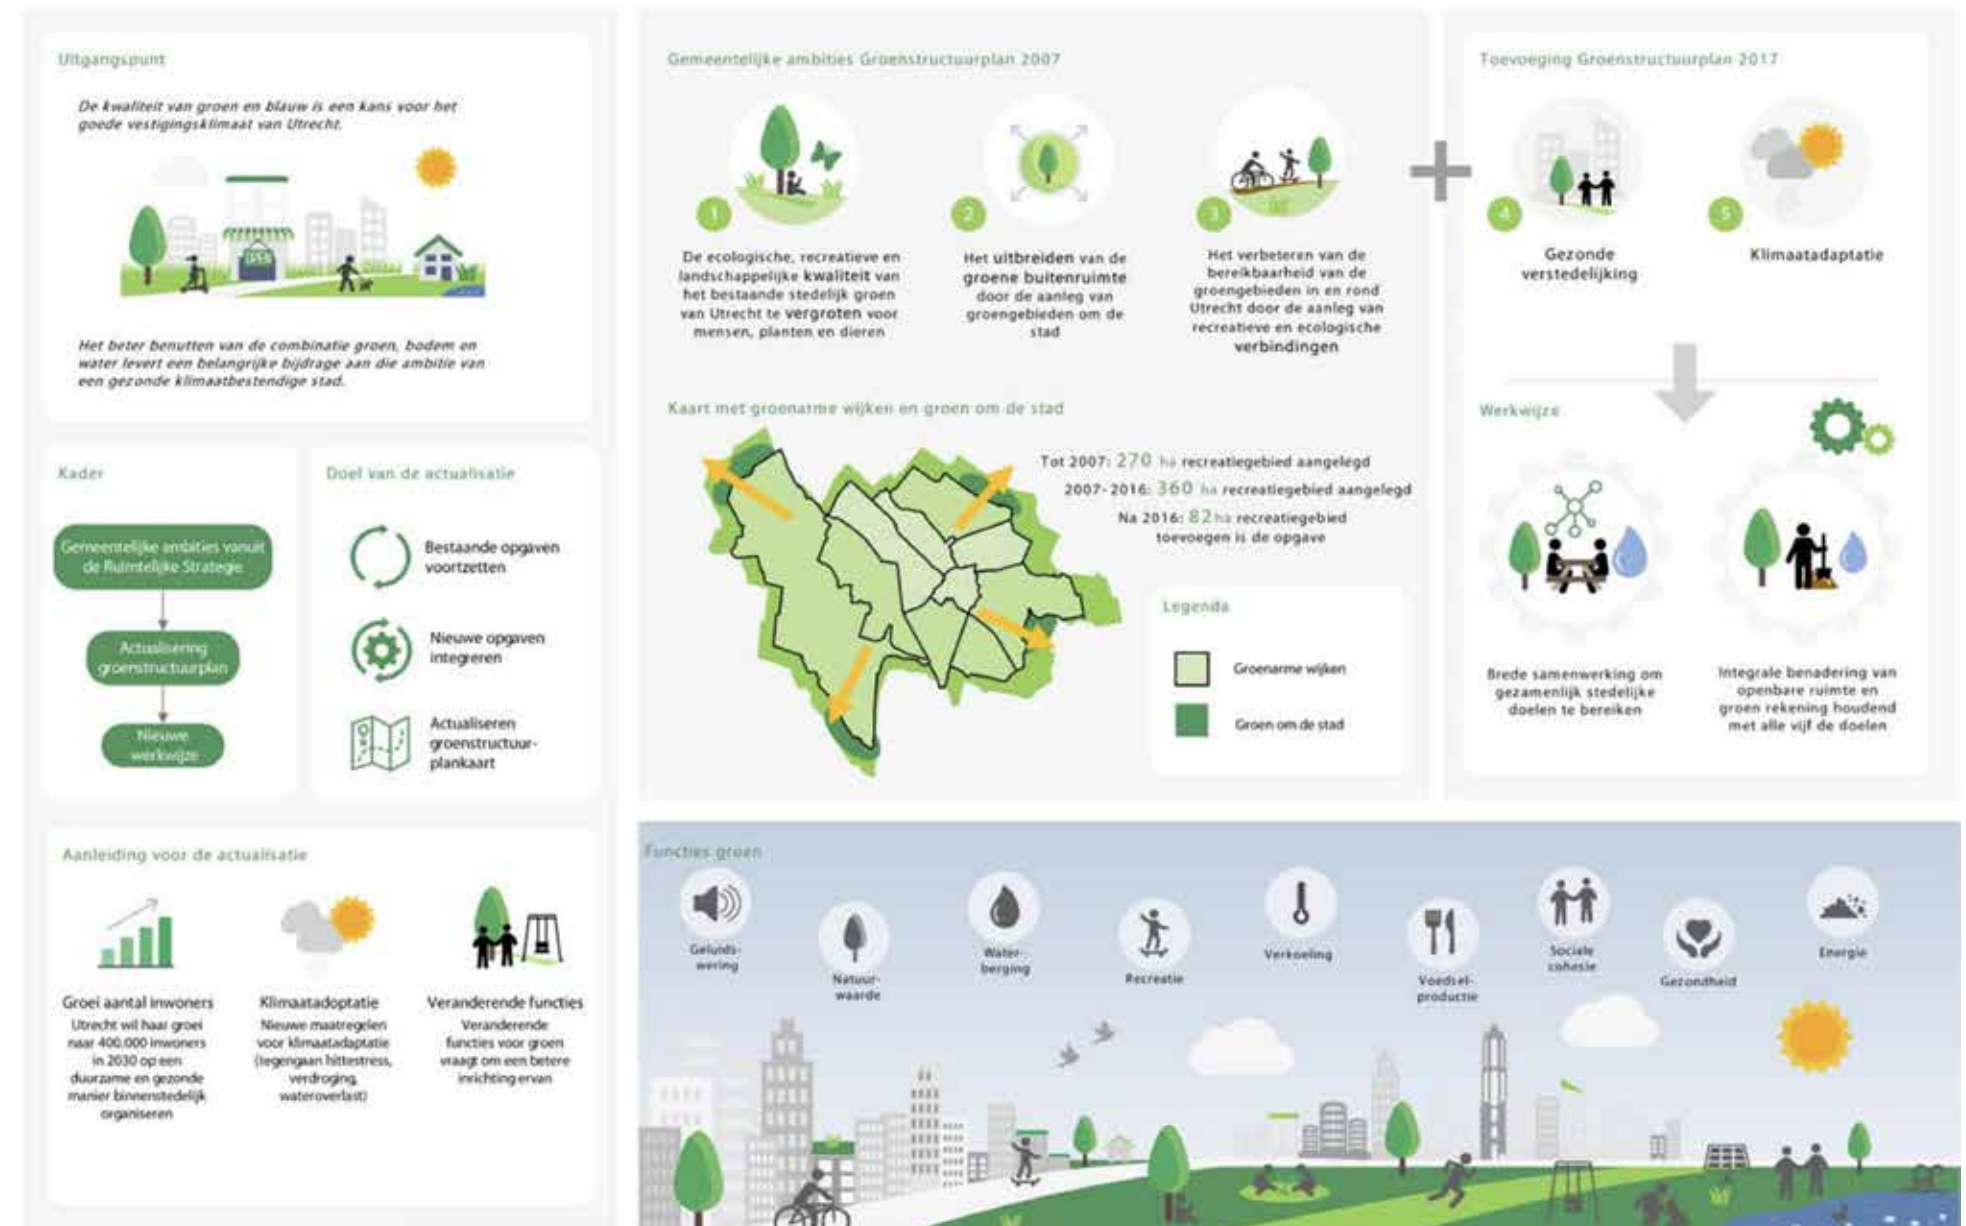 Uitgangspunt
De kwaliteit van groen en blauw is een kans voor het
goede vestigingsklimaat van Utrecht.
OPEN
Het beter benutten van de combinatie groen, bodem en
water levert een belangrijke bijdrage aan die ambitie van
een gezonde klimaatbestendige stad.
Kader
Gemeentelijke ambities vanuit
de Ruimtelijke Strategie
Actualisering
groenstructuurplan
Nieuwe
werkwijze
Doel van de actualisatie
Bestaande opgaven
voortzetten
Nieuwe opgaven
integreren
Actualiseren
groenstructuur-
plankaart
Aanleiding voor de actualisatie
Groei aantal inwoners
Utrecht wil haar groei
naar 400.000 inwoners
in 2030 op een
duurzame en gezonde
manier binnenstedelijk
organiseren
Klimaatadoptatie
Nieuwe maatregelen
voor klimaatadaptatie
(tegengaan hittestress,
verdroging,
wateroverlast)
Veranderende functies
Veranderende
functies voor groen
vraagt om een betere
inrichting ervan
Gemeentelijke ambities Groenstructuurplan 2007
1
De ecologische, recreatieve en
landschappelijke kwaliteit van
het bestaande stedelijk groen
van Utrecht te vergroten voor
mensen, planten en dieren
2
Het uitbreiden van de
groene buitenruimte
door de aanleg van
groengebieden om de
stad
3
Het verbeteren van de
bereikbaarheid van de
groengebieden in en rond
Utrecht door de aanleg van
recreatieve en ecologische
verbindingen
Kaart met groenarme wijken en groen om de stad
Tot 2007: 270 ha recreatiegebied aangelegd
2007-2016: 360 ha recreatiegebied aangelegd
Na 2016: 82 ha recreatiegebied
toevoegen is de opgave
Legenda
Groenarme wijken
Groen om de stad
Toevoeging Groenstructuurplan 2017
4
Gezonde
verstedelijking
5
Klimaatadaptatie
Werkwijze
Brede samenwerking om
gezamenlijk stedelijke
doelen te bereiken
Integrale benadering van
openbare ruimte en
groen rekening houdend
met alle vijf de doelen
Functies groen
Geluids-
wering
Natuur-
waarde
Water-
berging
Recreatie
Verkoeling
Voedsel-
productie
Sociale
cohesie
Gezondheid
Energie